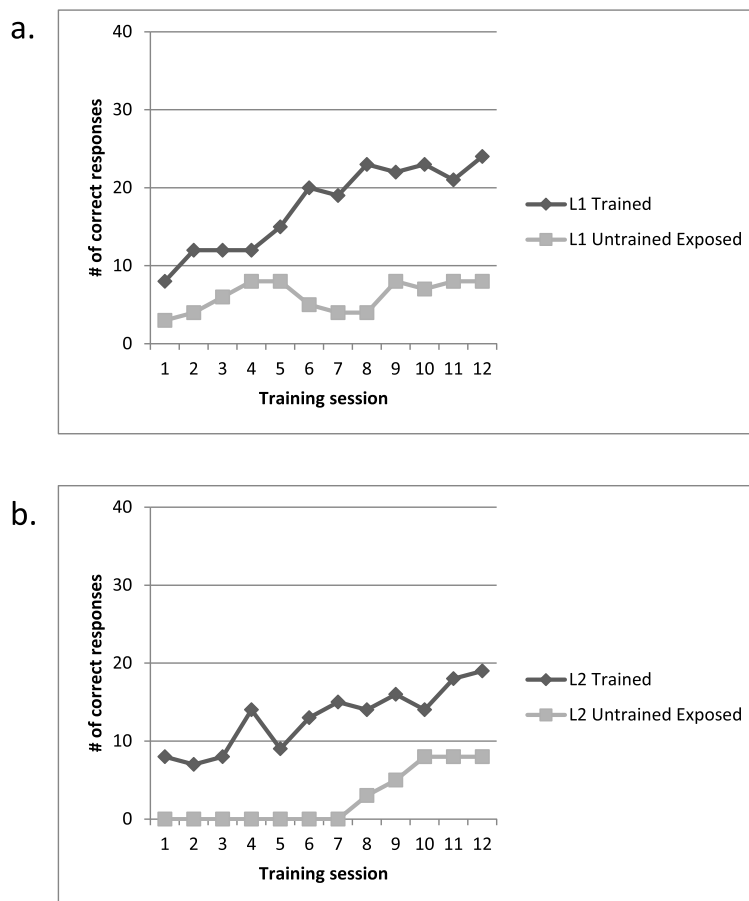 a.
40
30
20
10
0
# of correct responses
1 2 3 4 5 6 7 8 9 10 11 12
Training session
L1 Trained
L1 Untrained Exposed
b.
40
30
20
10
0
# of correct responses
1 2 3 4 5 6 7 8 9 10 11 12
Training session
L2 Trained
L2 Untrained Exposed